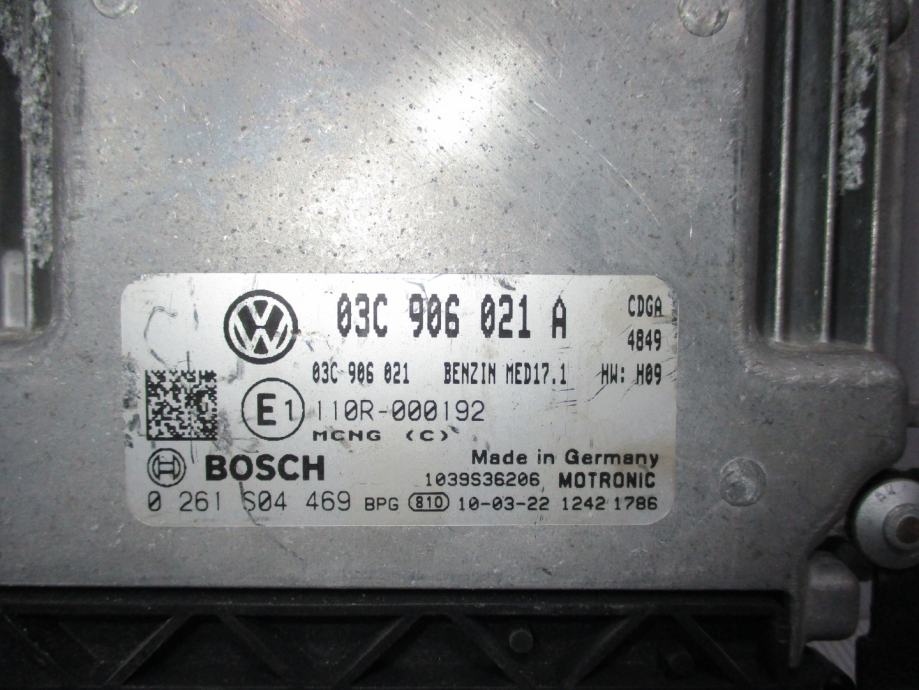 03C 906 021 A CDGA
4849
03C 906 021 BENZIN MED17.1 HW: H09
E1 110R-000192
MCNG (C)
BOSCH Made in Germany
1039S36206 MOTRONIC
0 261 S04 469 BPG 810 10-03-22 1242 1786